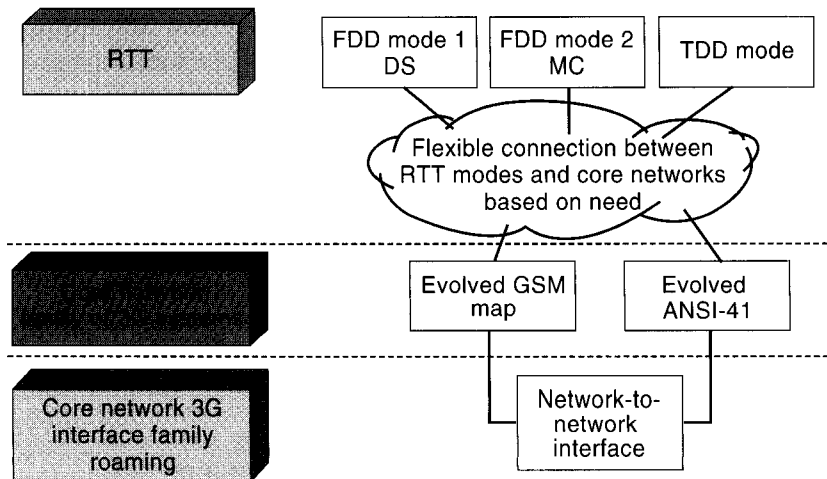 RTT
FDD mode 1
DS
FDD mode 2
MC
TDD mode
Flexible connection between
RTT modes and core networks
based on need
Evolved GSM
map
Evolved
ANSI-41
Core network 3G
interface family
roaming
Network-to-
network
interface